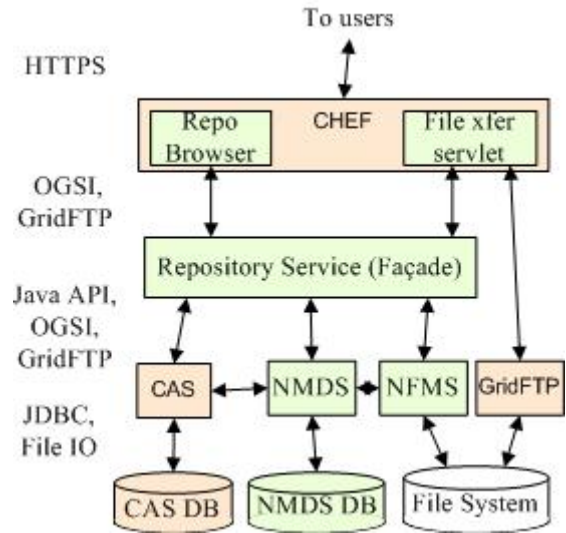 To users
HTTPS
CHEF
Repo
Browser
File xfer
servlet
OGSI,
GridFTP
Repository Service (Façade)
Java API,
OGSI,
GridFTP
CAS
NMDS
NFMS
GridFTP
JDBC,
File IO
CAS DB
NMDS DB
File System